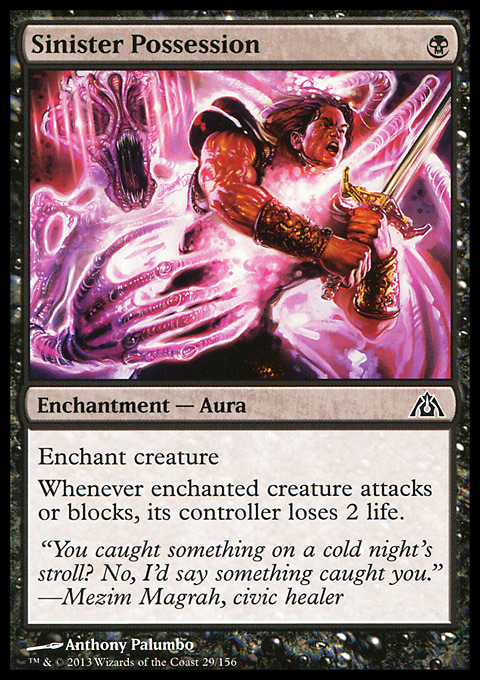 Sinister Possession
Enchantment — Aura
Enchant creature
Whenever enchanted creature attacks
or blocks, its controller loses 2 life.
“You caught something on a cold night’s
stroll? No, I’d say something caught you.”
—Mezim Magrah, civic healer
Anthony Palumbo
™ & © 2013 Wizards of the Coast 29/156